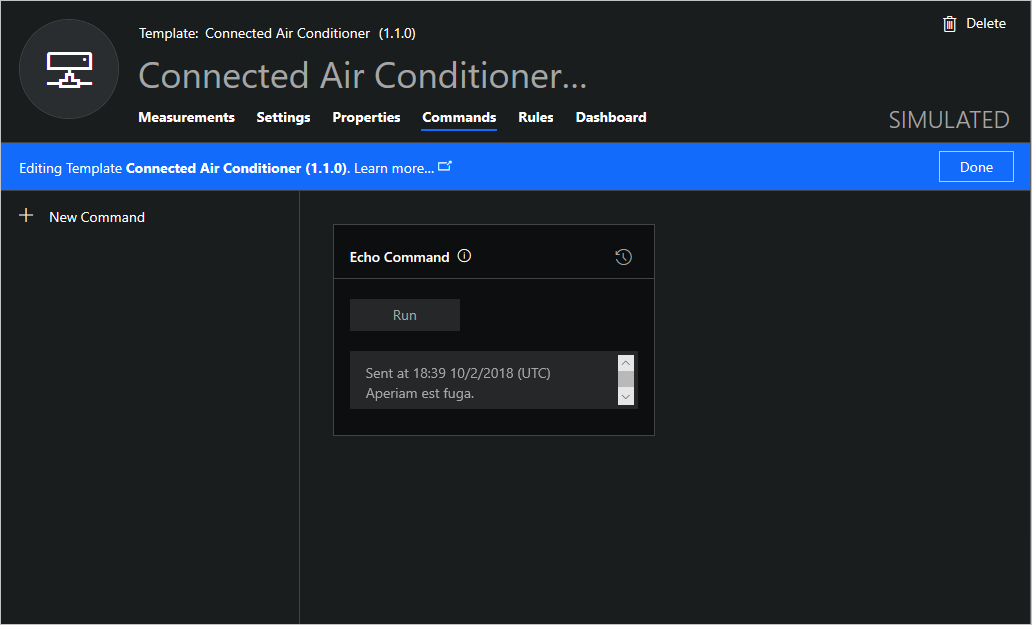 Template: Connected Air Conditioner (1.1.0)
Delete
Connected Air Conditioner...
Measurements Settings Properties Commands Rules Dashboard
SIMULATED
Editing Template Connected Air Conditioner (1.1.0). Learn more...
Done
New Command
Echo Command
Run
Sent at 18:39 10/2/2018 (UTC)
Aperiam est fuga.